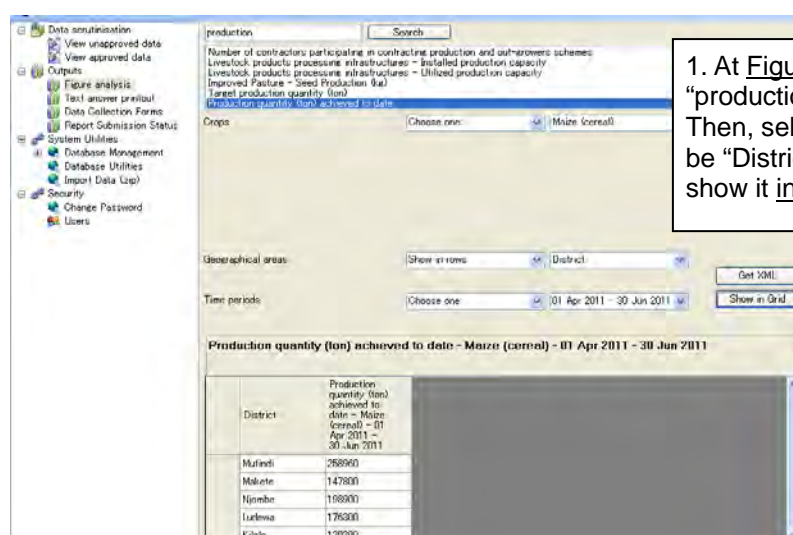 Data scrutinisation
View unapproved data
View approved data
Outputs
Figure analysis
Text answer printout
Data Collection Forms
Report Submission Status
System Utilities
Database Management
Database Utilities
Import Data (zip)
Security
Change Password
Users
production
Search
Number of contractors participating in contracting production and out-growers schemes
Livestock products processing infrastructures - Installed production capacity
Livestock products processing infrastructures - Utilized production capacity
Improved Pasture - Seed Production (kg)
Target production quantity (ton)
Production quantity (ton) achieved to date
Crops
Choose one
Maize (cereal)
Geographical areas
Show in rows
District
Get XML
Time periods
Choose one
01 Apr 2011 - 30 Jun 2011
Show in Grid
1. At Figu
"productio
Then, sel
be "Distri
show it in
Production quantity (ton) achieved to date - Maize (cereal) - 01 Apr 2011 - 30 Jun 2011
District
Production
quantity (ton)
achieved to
date - Maize
(cereal) - 01
Apr 2011 -
30 Jun 2011
Mufindi 258960
Makete 147800
Njombe 198900
Ludewa 176300